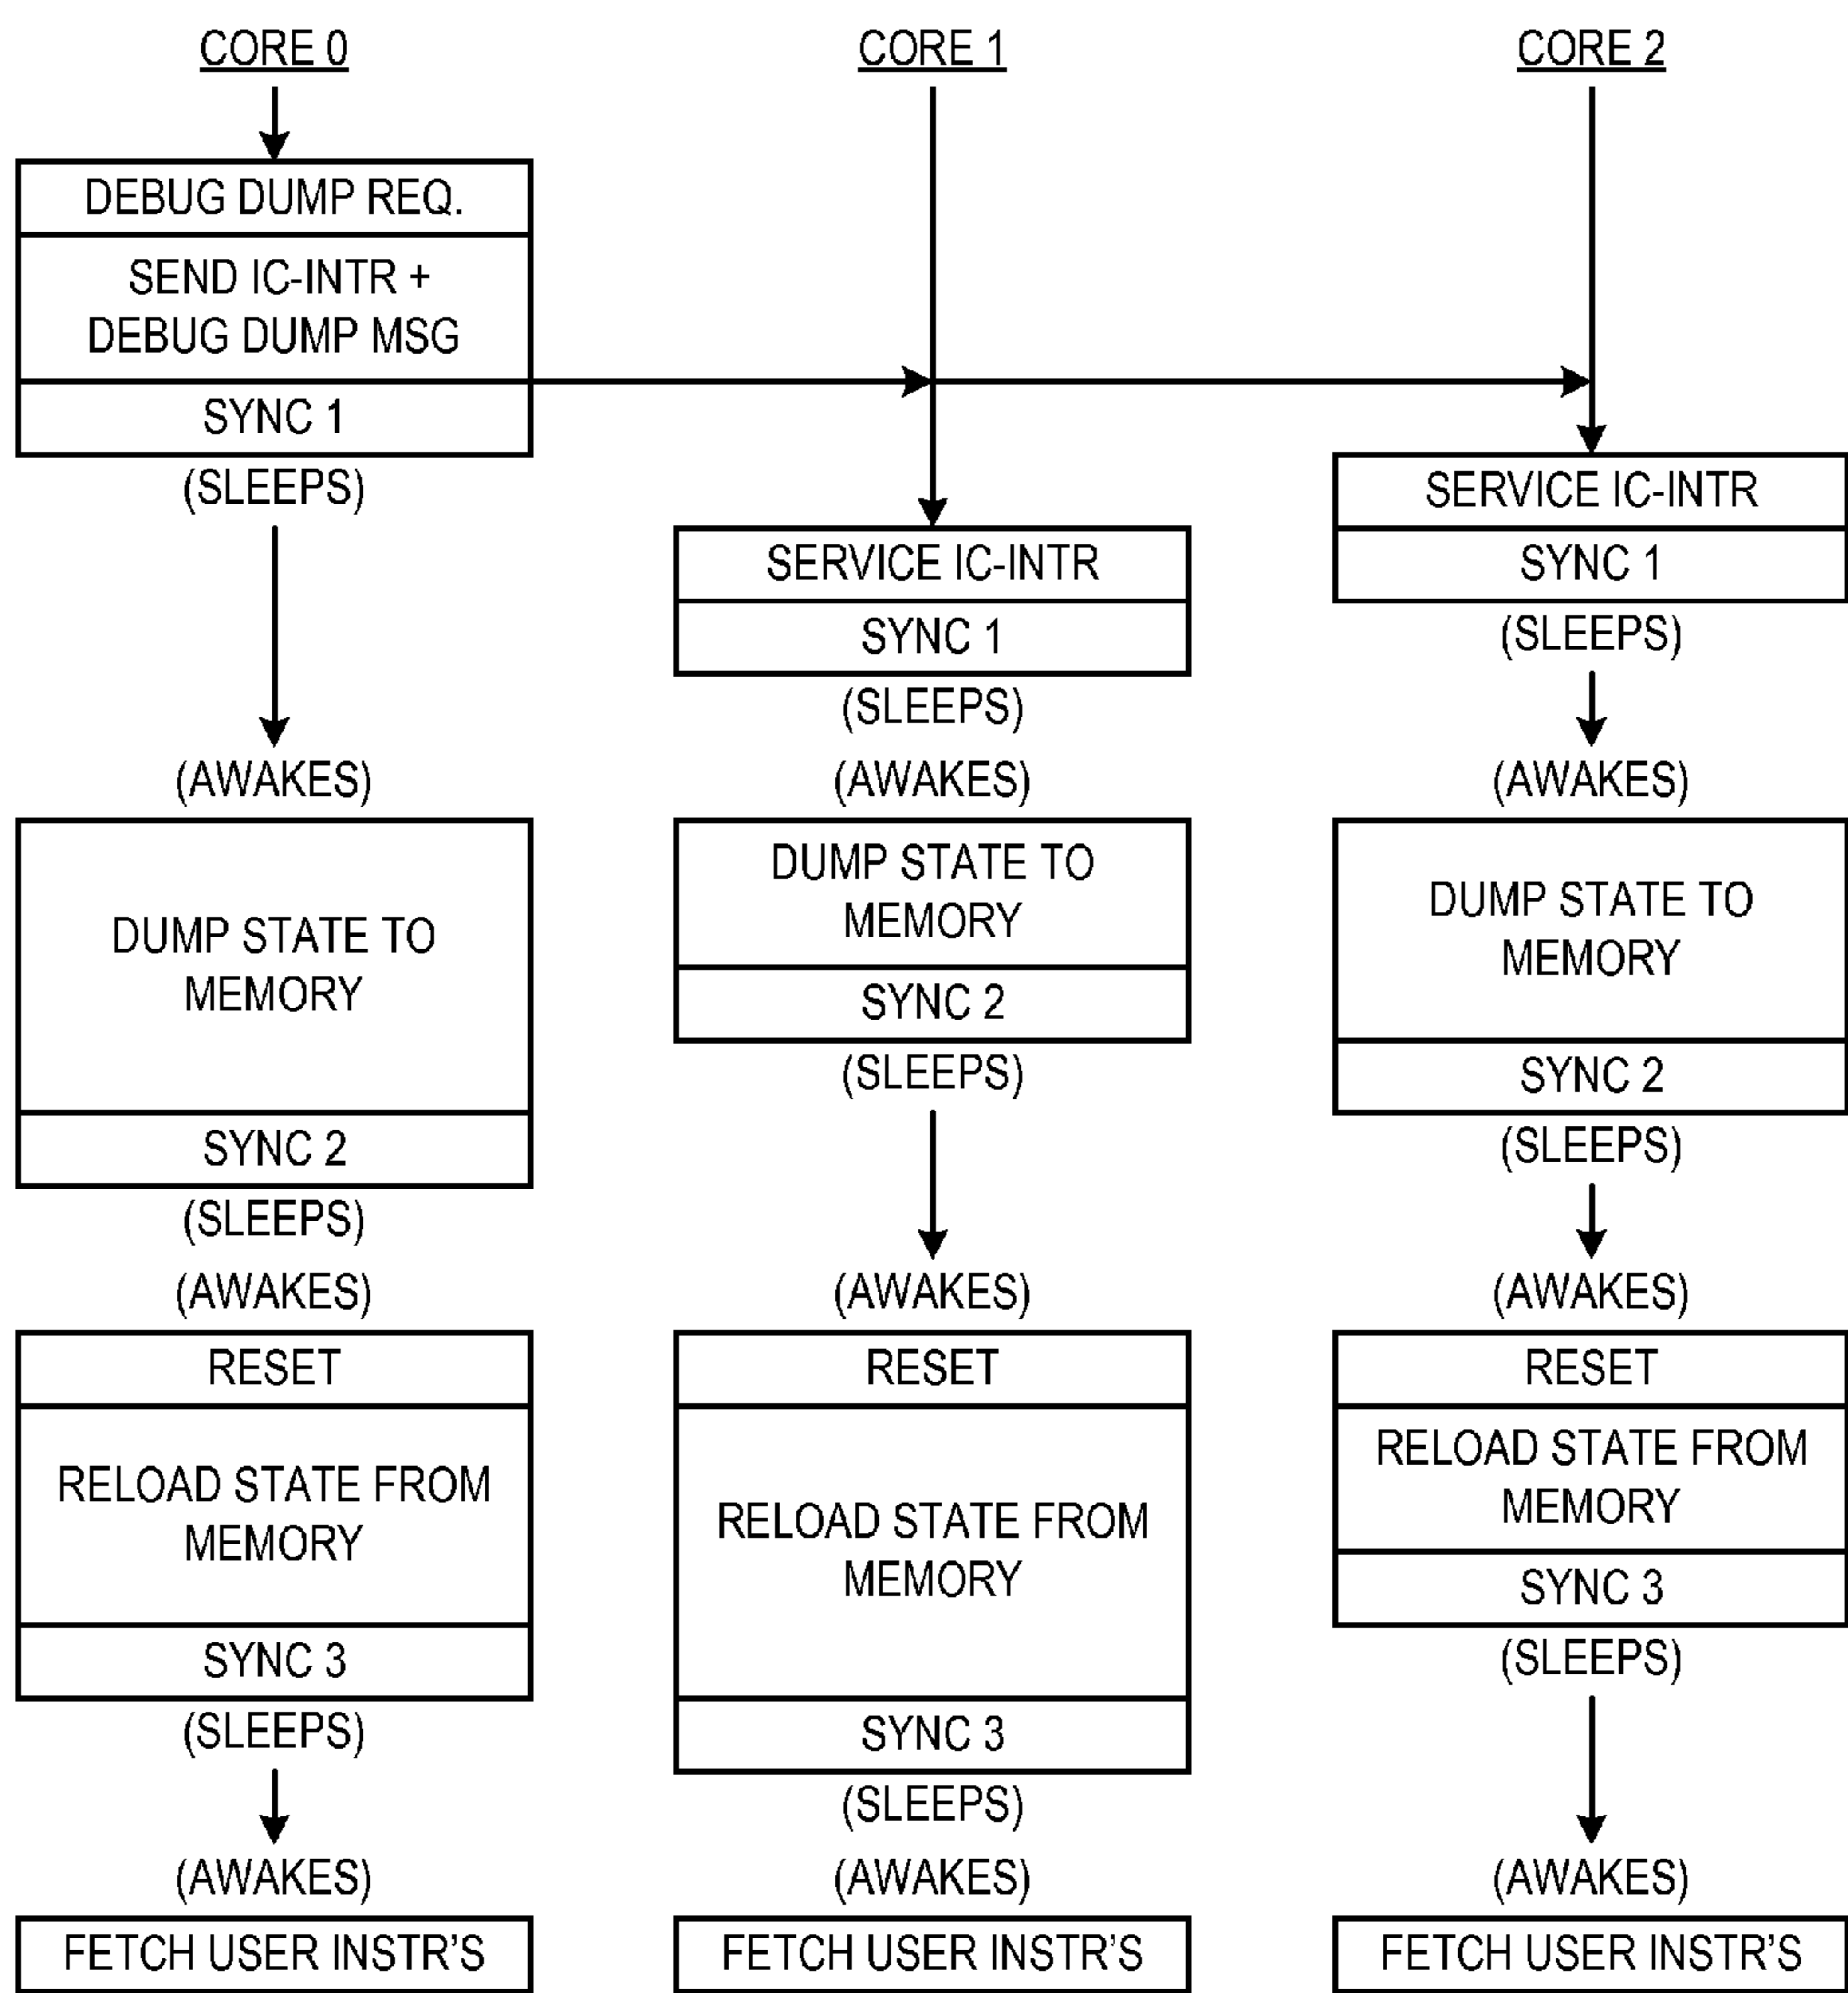 CORE 0
DEBUG DUMP REQ.
SEND IC-INTR +
DEBUG DUMP MSG
SYNC 1
(SLEEPS)
(AWAKES)
DUMP STATE TO
MEMORY
SYNC 2
(SLEEPS)
(AWAKES)
RESET
RELOAD STATE FROM
MEMORY
SYNC 3
(SLEEPS)
(AWAKES)
FETCH USER INSTR'S
CORE 1
SERVICE IC-INTR
SYNC 1
(SLEEPS)
(AWAKES)
DUMP STATE TO
MEMORY
SYNC 2
(SLEEPS)
(AWAKES)
RESET
RELOAD STATE FROM
MEMORY
SYNC 3
(SLEEPS)
(AWAKES)
FETCH USER INSTR'S
CORE 2
SERVICE IC-INTR
SYNC 1
(SLEEPS)
(AWAKES)
DUMP STATE TO
MEMORY
SYNC 2
(SLEEPS)
(AWAKES)
RESET
RELOAD STATE FROM
MEMORY
SYNC 3
(SLEEPS)
(AWAKES)
FETCH USER INSTR'S